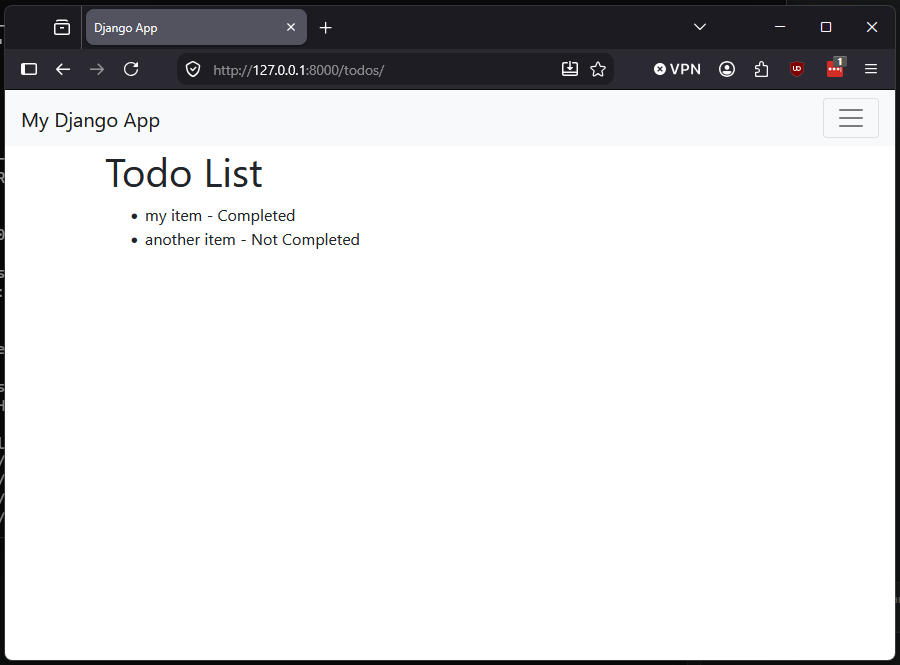 Django App
http://127.0.0.1:8000/todos/
VPN
1
My Django App
Todo List
my item - Completed
another item - Not Completed